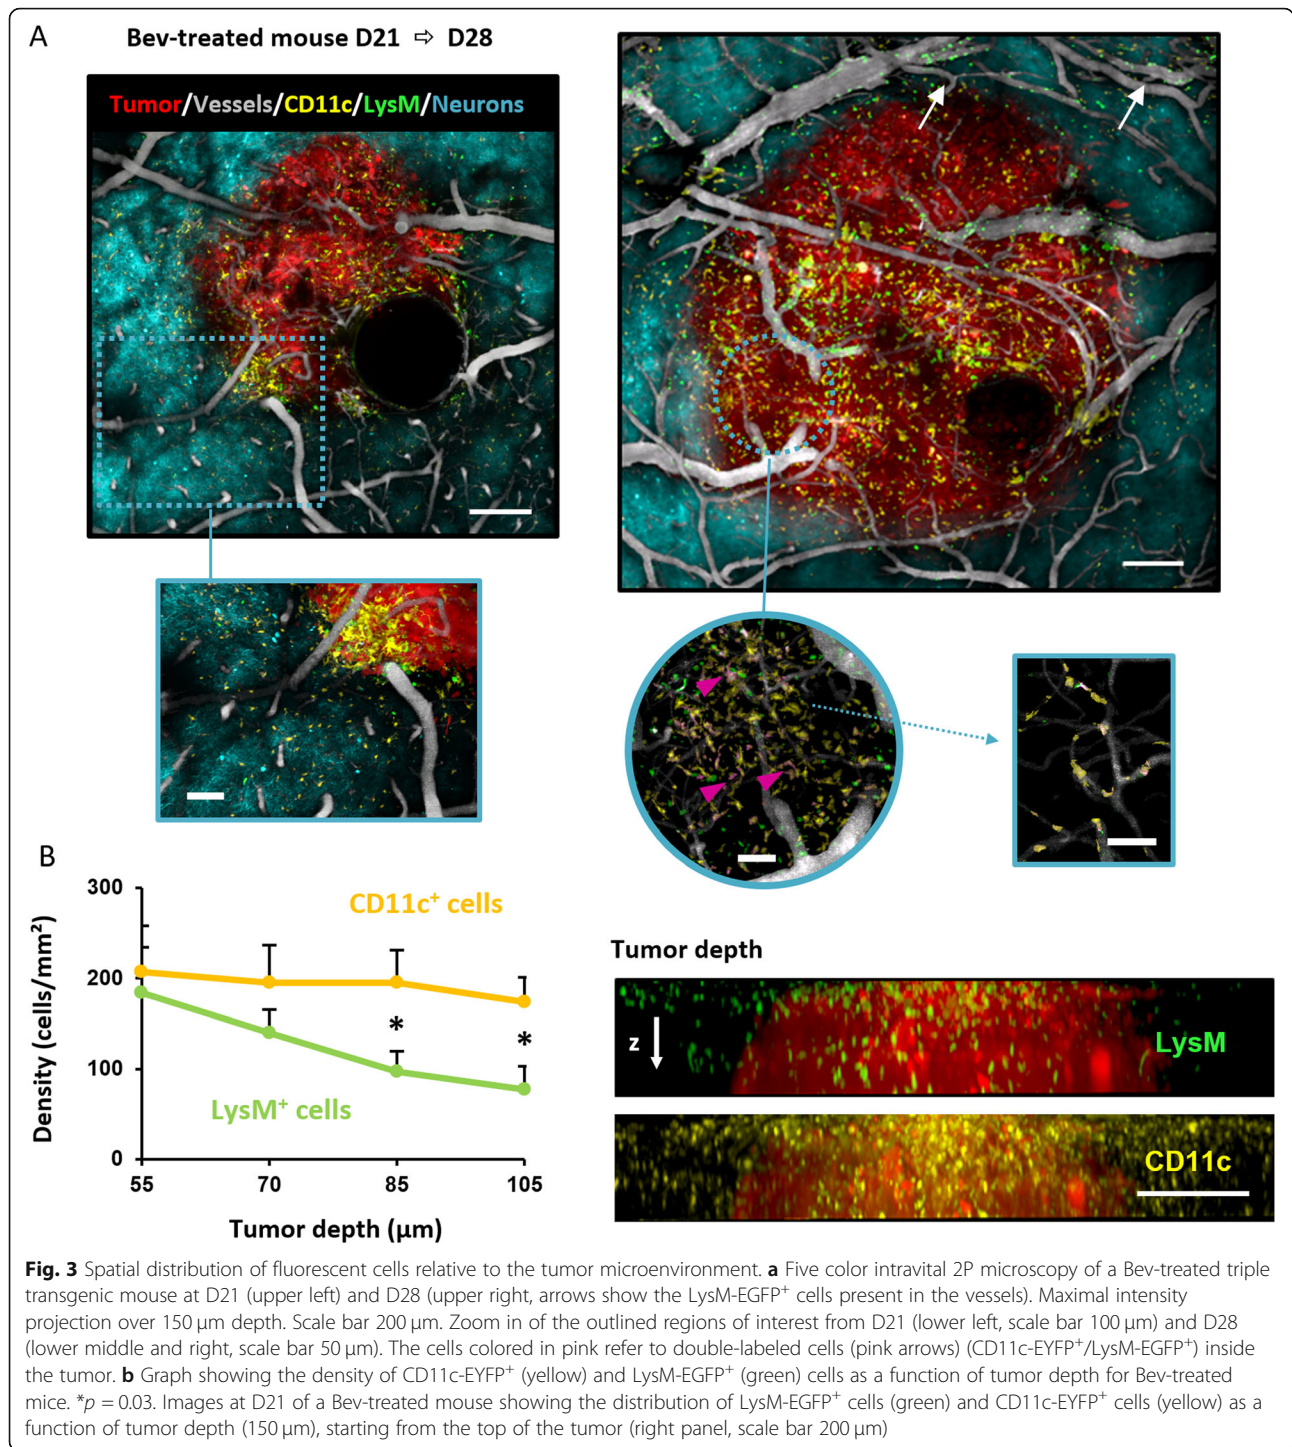 A
Bev-treated mouse D21 ⇨ D28
Tumor/Vessels/CD11c/LysM/Neurons
B
300
200
100
0
55
70
85
105
Density (cells/mm²)
Tumor depth (µm)
CD11c⁺ cells
LysM⁺ cells
*
*
Tumor depth
z
LysM
CD11c
Fig. 3 Spatial distribution of fluorescent cells relative to the tumor microenvironment. a Five color intravital 2P microscopy of a Bev-treated triple
transgenic mouse at D21 (upper left) and D28 (upper right, arrows show the LysM-EGFP⁺ cells present in the vessels). Maximal intensity
projection over 150 µm depth. Scale bar 200 µm. Zoom in of the outlined regions of interest from D21 (lower left, scale bar 100 µm) and D28
(lower middle and right, scale bar 50 µm). The cells colored in pink refer to double-labeled cells (pink arrows) (CD11c-EYFP⁺/LysM-EGFP⁺) inside
the tumor. b Graph showing the density of CD11c-EYFP⁺ (yellow) and LysM-EGFP⁺ (green) cells as a function of tumor depth for Bev-treated
mice. *p = 0.03. Images at D21 of a Bev-treated mouse showing the distribution of LysM-EGFP⁺ cells (green) and CD11c-EYFP⁺ cells (yellow) as a
function of tumor depth (150 µm), starting from the top of the tumor (right panel, scale bar 200 µm)